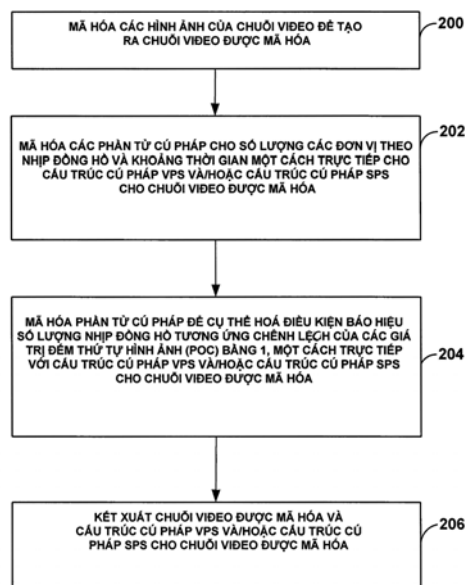 MÃ HÓA CÁC HÌNH ẢNH CỦA CHUỖI VIDEO ĐỂ TẠO
RA CHUỖI VIDEO ĐƯỢC MÃ HÓA
200
MÃ HÓA CÁC PHẦN TỬ CÚ PHÁP CHO SỐ LƯỢNG CÁC ĐƠN VỊ THEO
NHỊP ĐỒNG HỒ VÀ KHOẢNG THỜI GIAN MỘT CÁCH TRỰC TIẾP CHO
CẤU TRÚC CÚ PHÁP VPS VÀ/HOẶC CẤU TRÚC CÚ PHÁP SPS
CHO CHUỖI VIDEO ĐƯỢC MÃ HÓA
202
MÃ HÓA PHẦN TỬ CÚ PHÁP ĐỂ CỤ THỂ HOÁ ĐIỀU KIỆN BÁO HIỆU
SỐ LƯỢNG NHỊP ĐỒNG HỒ TƯƠNG ỨNG CHÊNH LỆCH CỦA CÁC GIÁ
TRỊ ĐẾM THỨ TỰ HÌNH ẢNH (POC) BẰNG 1, MỘT CÁCH TRỰC TIẾP
VỚI CẤU TRÚC CÚ PHÁP VPS VÀ/HOẶC CẤU TRÚC CÚ PHÁP SPS
CHO CHUỖI VIDEO ĐƯỢC MÃ HÓA
204
KẾT XUẤT CHUỖI VIDEO ĐƯỢC MÃ HÓA VÀ
CẤU TRÚC CÚ PHÁP VPS VÀ/HOẶC CẤU TRÚC CÚ
PHÁP SPS CHO CHUỖI VIDEO ĐƯỢC MÃ HÓA
206